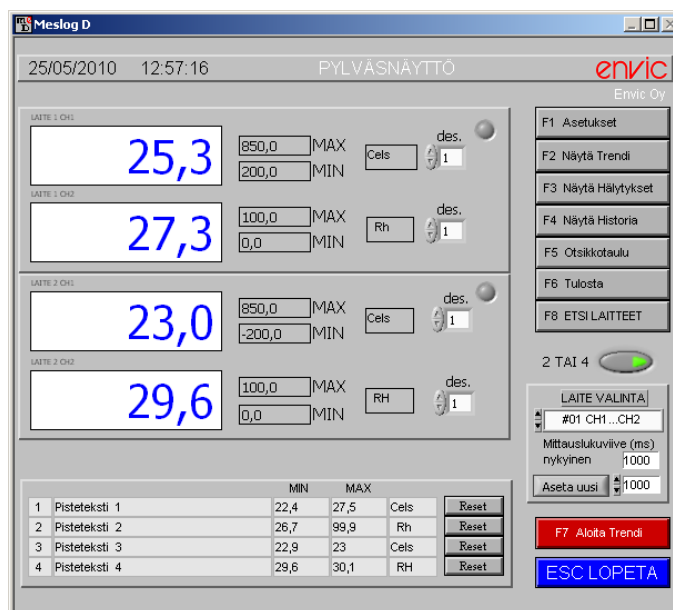 Meslog D
25/05/2010 12:57:16 PYLVÄSNÄYTTÖ envic
Envic Oy
LAITE 1 CH1
25,3
850,0 MAX
200,0 MIN
Cels
des.
1
LAITE 1 CH2
27,3
100,0 MAX
0,0 MIN
Rh
des.
1
LAITE 2 CH1
23,0
850,0 MAX
-200,0 MIN
Cels
des.
1
LAITE 2 CH2
29,6
100,0 MAX
0,0 MIN
RH
des.
1
F1 Asetukset
F2 Näytä Trendi
F3 Näytä Hälytykset
F4 Näytä Historia
F5 Otsikkotaulu
F6 Tulosta
F8 ETSI LAITTEET
2 TAI 4
LAITE VALINTA
#01 CH1...CH2
Mittauslukuviive (ms)
nykyinen 1000
Aseta uusi 1000
F7 Aloita Trendi
ESC LOPETA
MIN MAX
1 Pisteteksti 1 22,4 27,5 Cels Reset
2 Pisteteksti 2 26,7 99,9 Rh Reset
3 Pisteteksti 3 22,9 23 Cels Reset
4 Pisteteksti 4 29,6 30,1 RH Reset